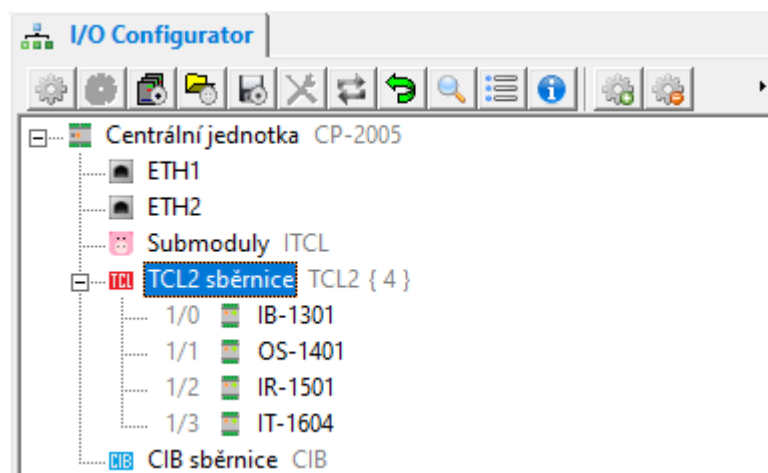 I/O Configurator
Centrální jednotka CP-2005
ETH1
ETH2
Submoduly ITCL
TCL TCL2 sběrnice TCL2 { 4 }
1/0 IB-1301
1/1 OS-1401
1/2 IR-1501
1/3 IT-1604
CIB CIB sběrnice CIB